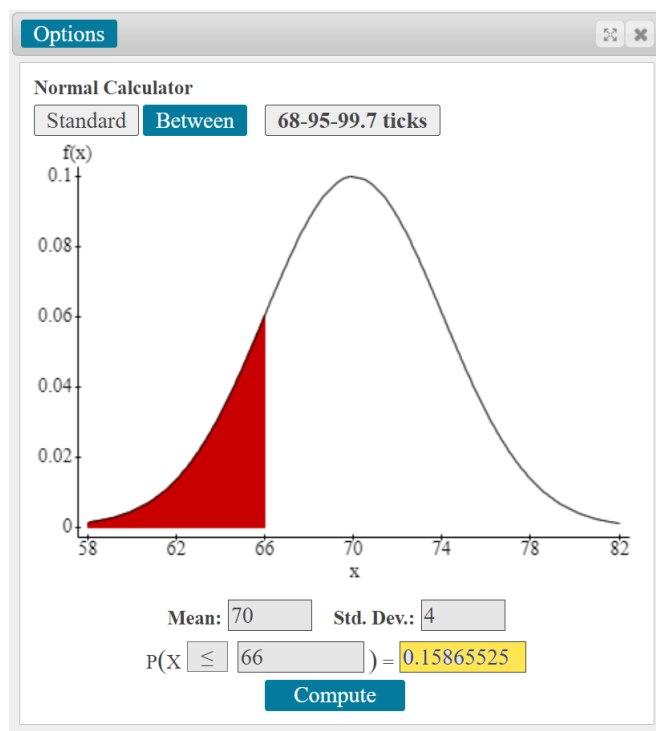 Options
Normal Calculator
Standard Between 68-95-99.7 ticks
f(x)
0.1
0.08
0.06
0.04
0.02
0
58 62 66 70 74 78 82
x
Mean: 70 Std. Dev.: 4
P(X ≤ 66 ) = 0.15865525
Compute